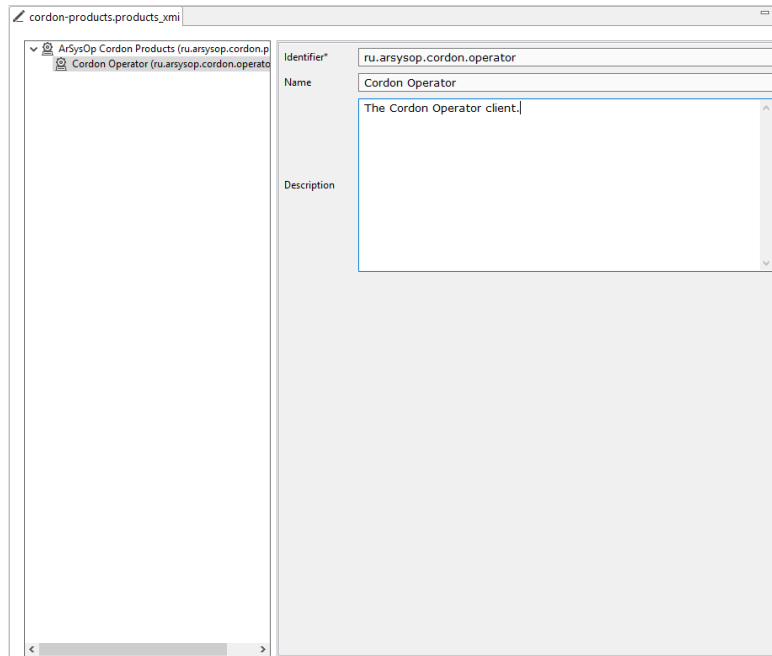 cordon-products.products_xmi
ArSysOp Cordon Products (ru.arsysop.cordon.p
Cordon Operator (ru.arsysop.cordon.operato
Identifier*
ru.arsysop.cordon.operator
Name
Cordon Operator
Description
The Cordon Operator client.